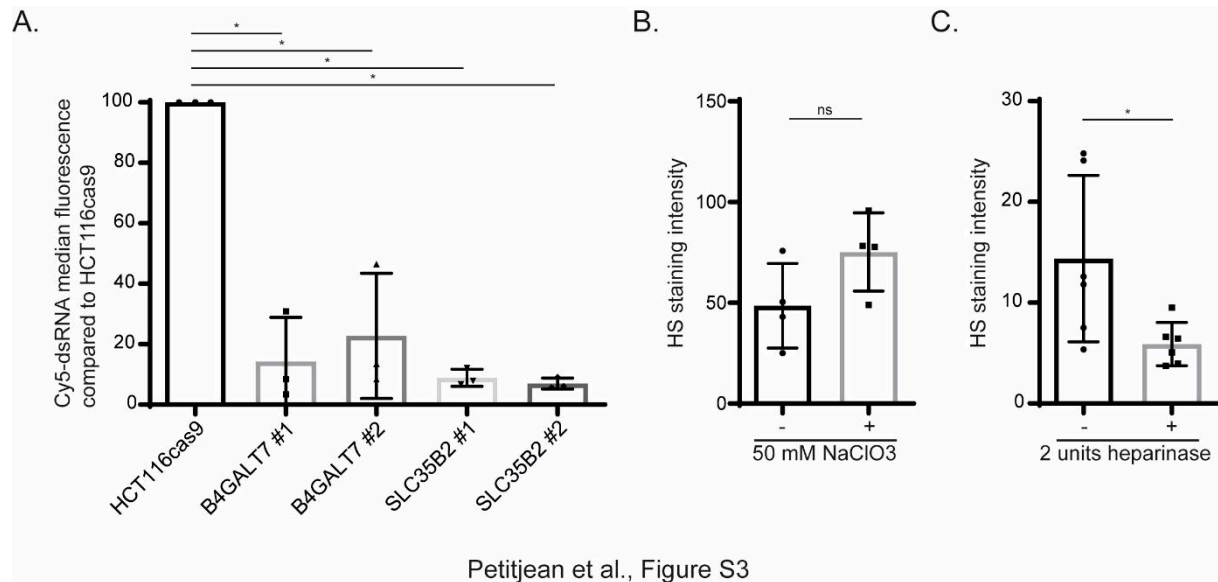 A.
*
*
*
*
Cy5-dsRNA median fluorescence
compared to HCT116cas9
100
80
60
40
20
0
HCT116cas9
B4GALT7 #1
B4GALT7 #2
SLC35B2 #1
SLC35B2 #2
B.
ns
HS staining intensity
150
100
50
0
- +
50 mM NaClO3
C.
*
HS staining intensity
30
20
10
0
- +
2 units heparinase
Petitjean et al., Figure S3